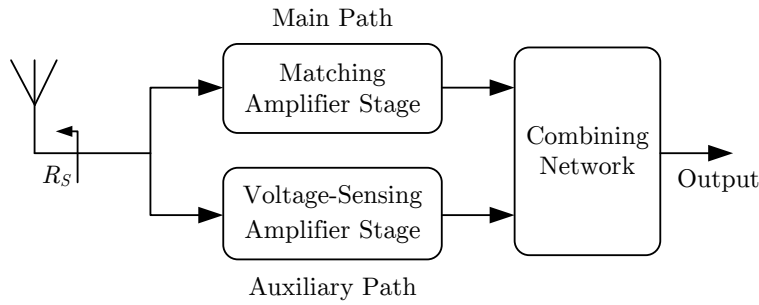 Main Path
Matching
Amplifier Stage
R_S
Voltage-Sensing
Amplifier Stage
Auxiliary Path
Combining
Network
Output